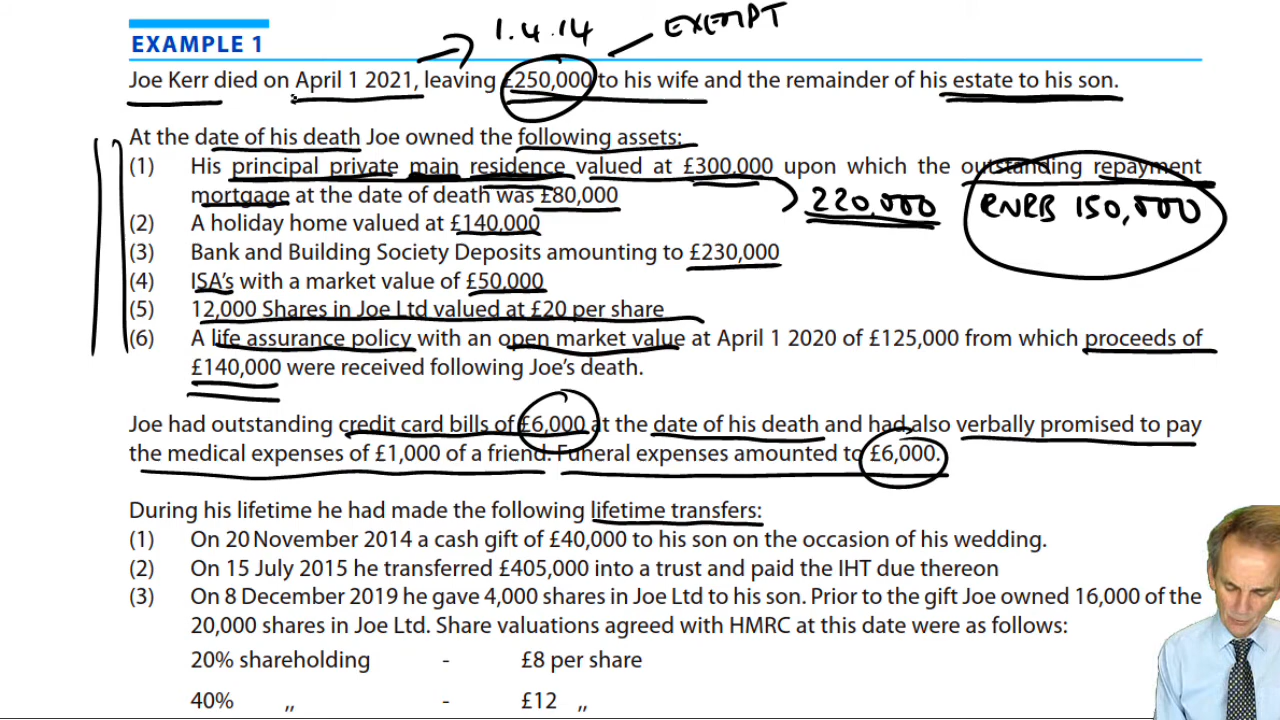 1.4.14
EXEMPT
EXAMPLE 1
Joe Kerr died on April 1 2021, leaving £250,000 to his wife and the remainder of his estate to his son.
At the date of his death Joe owned the following assets:
(1) His principal private main residence valued at £300,000 upon which the outstanding repayment
mortgage at the date of death was £80,000
220,000
RNRB 150,000
(2) A holiday home valued at £140,000
(3) Bank and Building Society Deposits amounting to £230,000
(4) ISA's with a market value of £50,000
(5) 12,000 Shares in Joe Ltd valued at £20 per share
(6) A life assurance policy with an open market value at April 1 2020 of £125,000 from which proceeds of
£140,000 were received following Joe's death.
Joe had outstanding credit card bills of £6,000 at the date of his death and had also verbally promised to pay
the medical expenses of £1,000 of a friend. Funeral expenses amounted to £6,000.
During his lifetime he had made the following lifetime transfers:
(1) On 20 November 2014 a cash gift of £40,000 to his son on the occasion of his wedding.
(2) On 15 July 2015 he transferred £405,000 into a trust and paid the IHT due thereon
(3) On 8 December 2019 he gave 4,000 shares in Joe Ltd to his son. Prior to the gift Joe owned 16,000 of the
20,000 shares in Joe Ltd. Share valuations agreed with HMRC at this date were as follows:
20% shareholding - £8 per share
40% ,, - £12 ,,